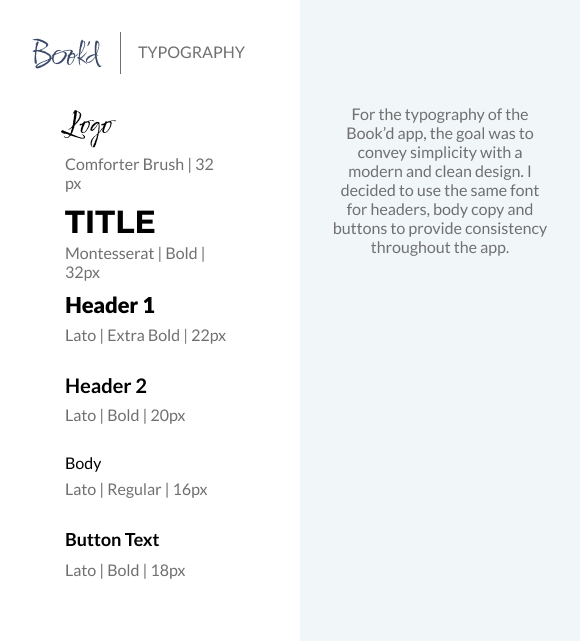 Book'd
TYPOGRAPHY
Logo
Comforter Brush | 32
px
TITLE
Montesserat | Bold |
32px
Header 1
Lato | Extra Bold | 22px
Header 2
Lato | Bold | 20px
Body
Lato | Regular | 16px
Button Text
Lato | Bold | 18px
For the typography of the
Book’d app, the goal was to
convey simplicity with a
modern and clean design. I
decided to use the same font
for headers, body copy and
buttons to provide consistency
throughout the app.